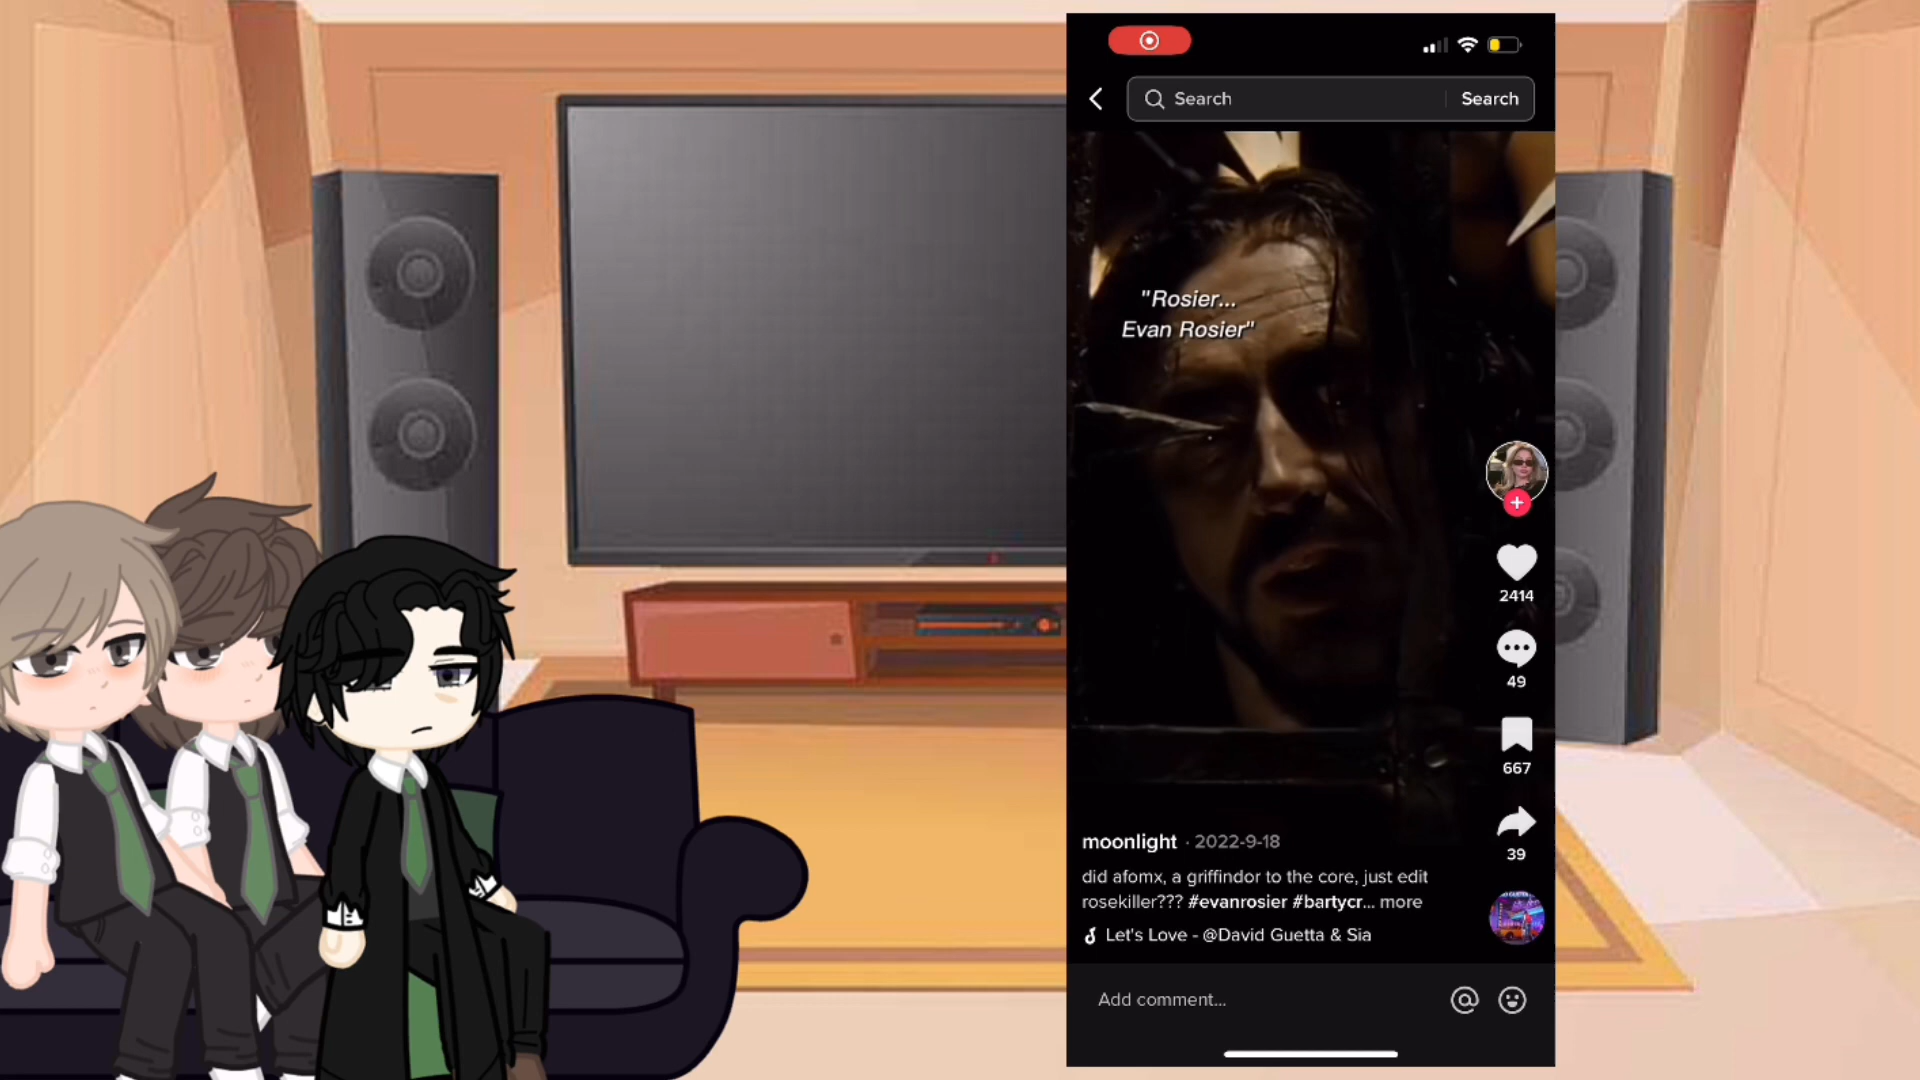 Search
Search
"Rosier...
Evan Rosier"
2414
49
667
39
moonlight · 2022-9-18
did afomx, a griffindor to the core, just edit
rosekiller??? #evanrosier #bartycr... more
Let's Love - @David Guetta & Sia
Add comment...